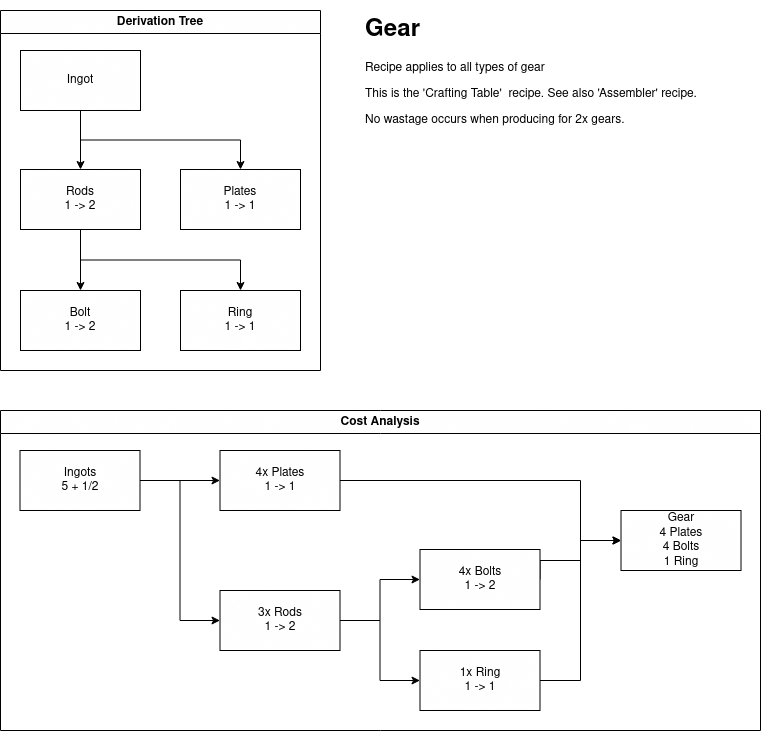 Derivation Tree
Ingot
Rods
1 -> 2
Plates
1 -> 1
Bolt
1 -> 2
Ring
1 -> 1
Gear
Recipe applies to all types of gear
This is the 'Crafting Table'  recipe. See also 'Assembler' recipe.
No wastage occurs when producing for 2x gears.
Cost Analysis
Ingots
5 + 1/2
4x Plates
1 -> 1
3x Rods
1 -> 2
4x Bolts
1 -> 2
1x Ring
1 -> 1
Gear
4 Plates
4 Bolts
1 Ring